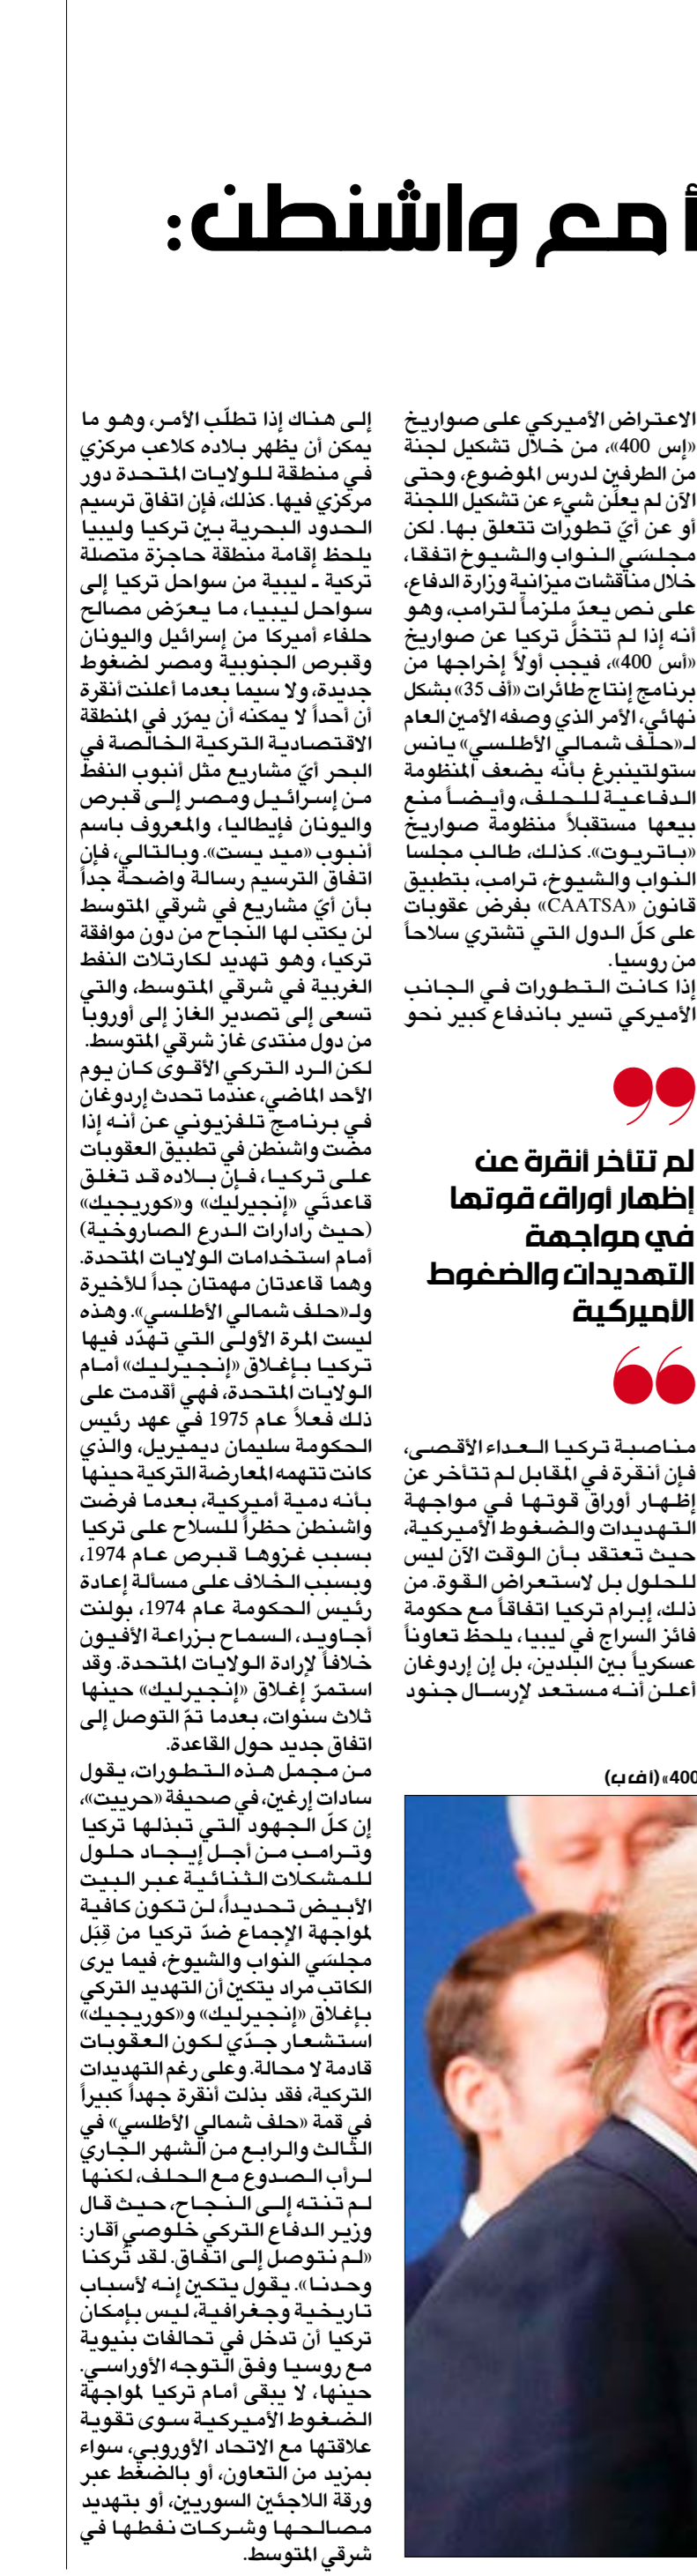 أ مع واشنطن:
الاعتراض الأميركي على صواريخ
«إس 400»، من خلال تشكيل لجنة
من الطرفين لدرس الموضوع، وحتى
الآن لم يعلَن شيء عن تشكيل اللجنة
أو عن أيّ تطورات تتعلق بها. لكن
مجلسَي النواب والشيوخ اتفقا،
خلال مناقشات ميزانية وزارة الدفاع،
على نص يعدّ ملزماً لترامب، وهو
أنه إذا لم تتخلَّ تركيا عن صواريخ
«أس 400»، فيجب أولاً إخراجها من
برنامج إنتاج طائرات «أف 35» بشكل
نهائي، الأمر الذي وصفه الأمين العام
لـ«حلف شمالي الأطلسي» يانس
ستولتينبرغ بأنه يضعف المنظومة
الدفاعية للحلف، وأيضاً منع
بيعها مستقبلاً منظومة صواريخ
«باتريوت». كذلك، طالب مجلسا
النواب والشيوخ، ترامب، بتطبيق
قانون «CAATSA» بفرض عقوبات
على كلّ الدول التي تشتري سلاحاً
من روسيا.
إذا كانت التطورات في الجانب
الأميركي تسير باندفاع كبير نحو
لم تتأخر أنقرة عن
إظهار أوراق قوتها
في مواجهة
التهديدات والضغوط
الأميركية
مناصبة تركيا العداء الأقصى،
فإن أنقرة في المقابل لم تتأخر عن
إظهار أوراق قوتها في مواجهة
التهديدات والضغوط الأميركية،
حيث تعتقد بأن الوقت الآن ليس
للحلول بل لاستعراض القوة. من
ذلك، إبرام تركيا اتفاقاً مع حكومة
فائز السراج في ليبيا، يلحظ تعاوناً
عسكرياً بين البلدين، بل إن إردوغان
أعلن أنه مستعد لإرسال جنود
400» (أ ف ب)
إلى هناك إذا تطلّب الأمر، وهو ما
يمكن أن يظهر بلاده كلاعب مركزي
في منطقة للولايات المتحدة دور
مركزي فيها. كذلك، فإن اتفاق ترسيم
الحدود البحرية بين تركيا وليبيا
يلحظ إقامة منطقة حاجزة متصلة
تركية ـ ليبية من سواحل تركيا إلى
سواحل ليبيا، ما يعرّض مصالح
حلفاء أميركا من إسرائيل واليونان
وقبرص الجنوبية ومصر لضغوط
جديدة، ولا سيما بعدما أعلنت أنقرة
أن أحداً لا يمكنه أن يمرّر في المنطقة
الاقتصادية التركية الخالصة في
البحر أيّ مشاريع مثل أنبوب النفط
من إسرائيل ومصر إلى قبرص
واليونان فإيطاليا، والمعروف باسم
أنبوب «ميد يست». وبالتالي، فإن
اتفاق الترسيم رسالة واضحة جداً
بأن أيّ مشاريع في شرقي المتوسط
لن يكتب لها النجاح من دون موافقة
تركيا، وهو تهديد لكارتلات النفط
الغربية في شرقي المتوسط، والتي
تسعى إلى تصدير الغاز إلى أوروبا
من دول منتدى غاز شرقي المتوسط.
لكن الرد التركي الأقوى كان يوم
الأحد الماضي، عندما تحدث إردوغان
في برنامج تلفزيوني عن أنه إذا
مضت واشنطن في تطبيق العقوبات
على تركيا، فإن بلاده قد تغلق
قاعدتَي «إنجيرليك» و«كوريجيك»
(حيث رادارات الدرع الصاروخية)
أمام استخدامات الولايات المتحدة.
وهما قاعدتان مهمتان جداً للأخيرة
ولـ«حلف شمالي الأطلسي». وهذه
ليست المرة الأولى التي تهدّد فيها
تركيا بإغلاق «إنجيرليك» أمام
الولايات المتحدة، فهي أقدمت على
ذلك فعلاً عام 1975 في عهد رئيس
الحكومة سليمان ديميريل، والذي
كانت تتهمه المعارضة التركية حينها
بأنه دمية أميركية، بعدما فرضت
واشنطن حظراً للسلاح على تركيا
بسبب غزوها قبرص عام 1974،
وبسبب الخلاف على مسألة إعادة
رئيس الحكومة عام 1974، بولنت
أجاويد، السماح بزراعة الأفيون
خلافاً لإرادة الولايات المتحدة. وقد
استمرّ إغلاق «إنجيرليك» حينها
ثلاث سنوات، بعدما تمّ التوصل إلى
اتفاق جديد حول القاعدة.
من مجمل هذه التطورات، يقول
سادات إرغين، في صحيفة «حرييت»،
إن كلّ الجهود التي تبذلها تركيا
وترامب من أجل إيجاد حلول
للمشكلات الثنائية عبر البيت
الأبيض تحديداً، لن تكون كافية
لمواجهة الإجماع ضدّ تركيا من قِبَل
مجلسَي النواب والشيوخ، فيما يرى
الكاتب مراد يتكين أن التهديد التركي
بإغلاق «إنجيرليك» و«كوريجيك»
استشعار جدّي لكون العقوبات
قادمة لا محالة. وعلى رغم التهديدات
التركية، فقد بذلت أنقرة جهداً كبيراً
في قمة «حلف شمالي الأطلسي» في
الثالث والرابع من الشهر الجاري
لرأب الصدوع مع الحلف، لكنها
لم تنته إلى النجاح، حيث قال
وزير الدفاع التركي خلوصي آقار:
«لم نتوصل إلى اتفاق. لقد تُركنا
وحدنا». يقول يتكين إنه لأسباب
تاريخية وجغرافية، ليس بإمكان
تركيا أن تدخل في تحالفات بنيوية
مع روسيا وفق التوجه الأوراسي.
حينها، لا يبقى أمام تركيا لمواجهة
الضغوط الأميركية سوى تقوية
علاقتها مع الاتحاد الأوروبي، سواء
بمزيد من التعاون، أو بالضغط عبر
ورقة اللاجئين السوريين، أو بتهديد
مصالحها وشركات نفطها في
شرقي المتوسط.